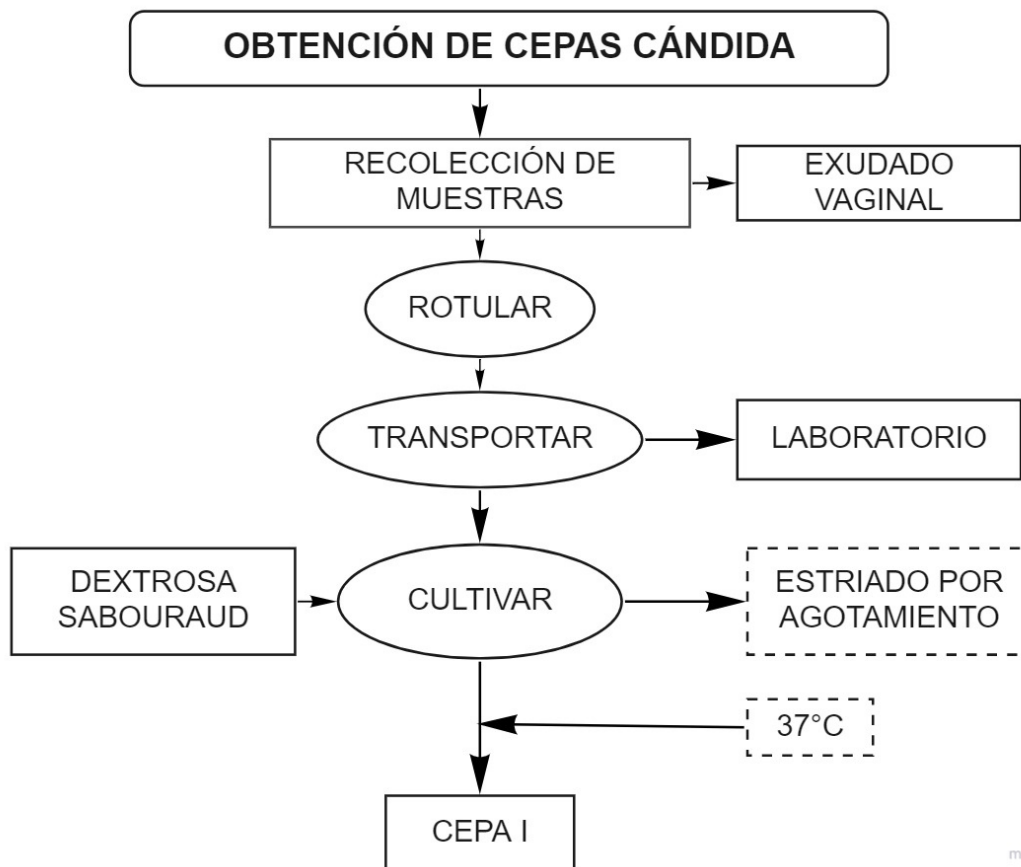 OBTENCIÓN DE CEPAS CÁNDIDA
RECOLECCIÓN DE
MUESTRAS
EXUDADO
VAGINAL
ROTULAR
TRANSPORTAR
LABORATORIO
DEXTROSA
SABOURAUD
CULTIVAR
ESTRIADO POR
AGOTAMIENTO
37°C
CEPA I
m